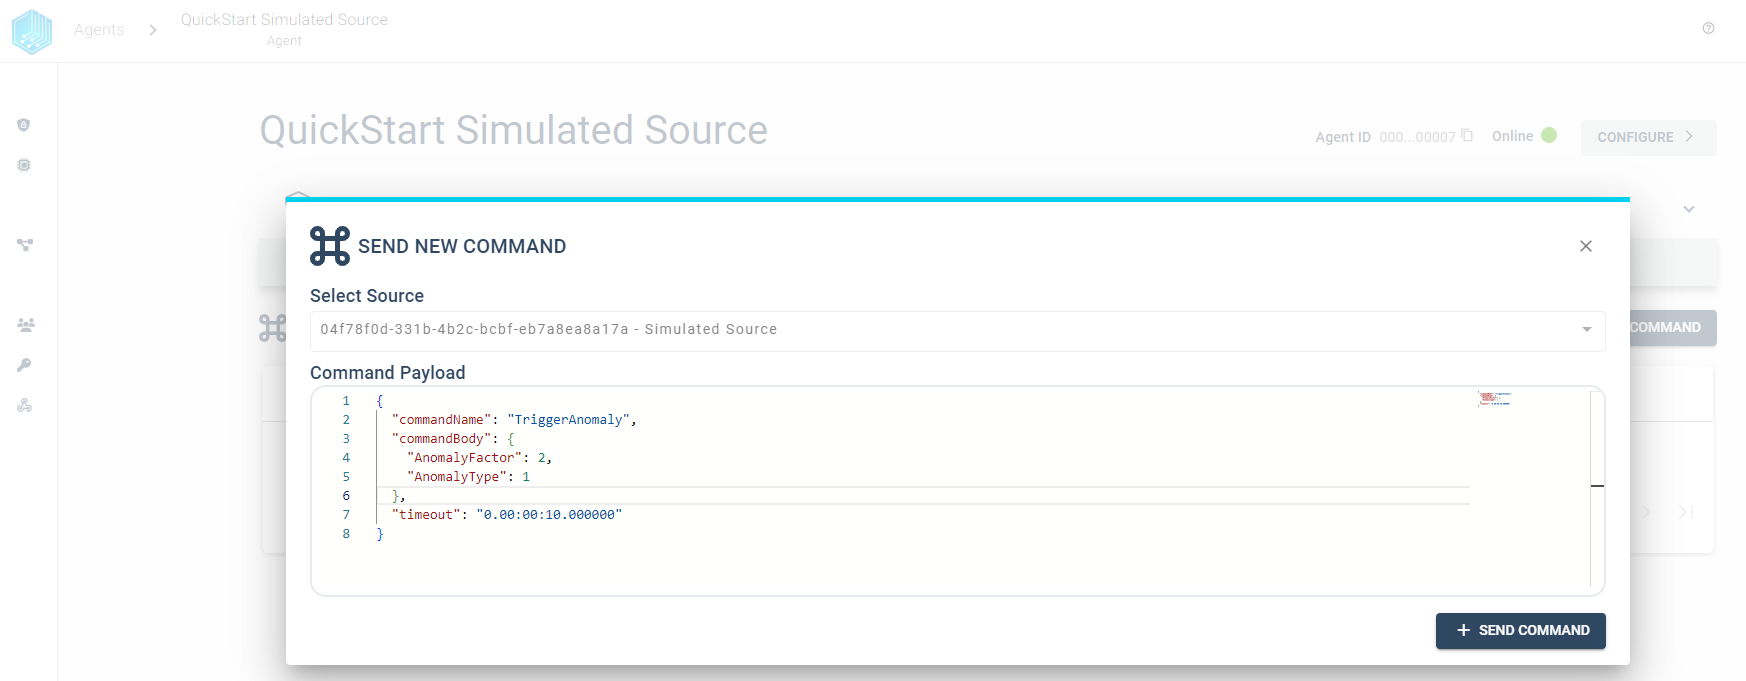 Agents
QuickStart Simulated Source
Agent
QuickStart Simulated Source
Agent ID 000...00007 Online CONFIGURE
SEND NEW COMMAND
Select Source
04f78f0d-331b-4b2c-bcbf-eb7a8ea8a17a - Simulated Source
COMMAND
Command Payload
1 {
2 "commandName": "TriggerAnomaly",
3 "commandBody": {
4 "AnomalyFactor": 2,
5 "AnomalyType": 1
6 },
7 "timeout": "0.00:00:10.000000"
8 }
+ SEND COMMAND